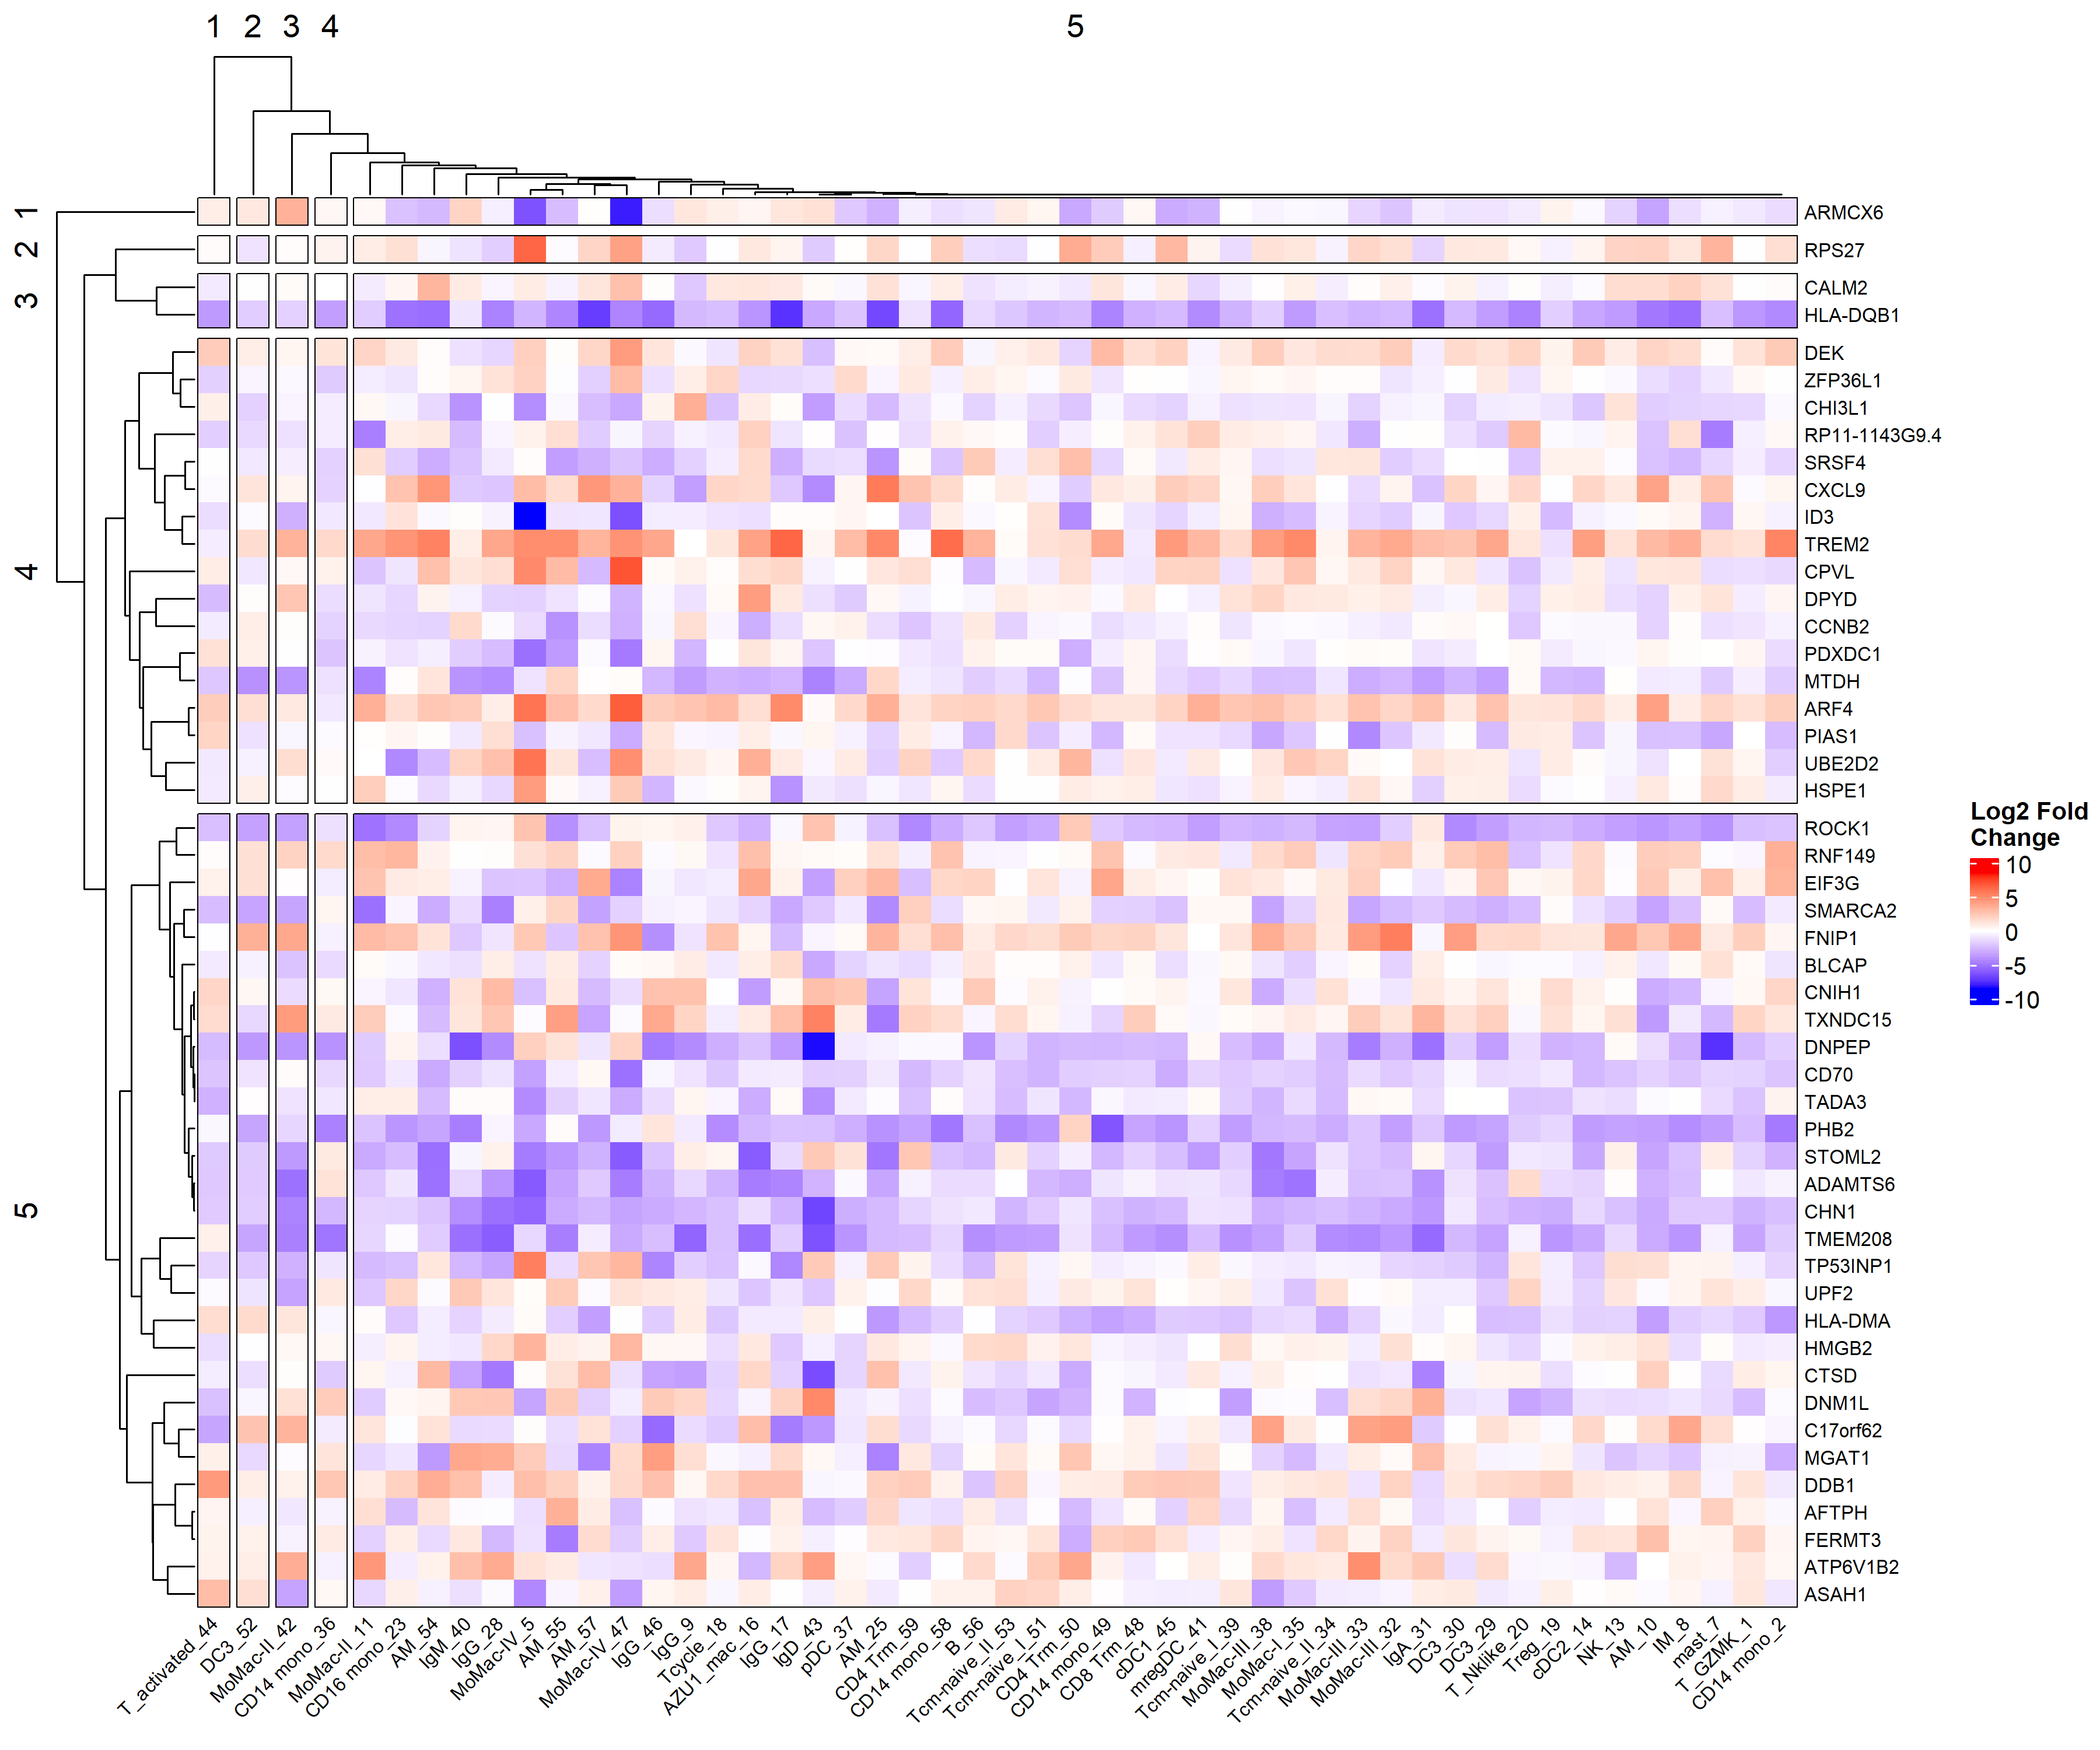 1 2 3 4 5
1
2
3
4
5
ARMCX6
RPS27
CALM2
HLA-DQB1
DEK
ZFP36L1
CHI3L1
RP11-1143G9.4
SRSF4
CXCL9
ID3
TREM2
CPVL
DPYD
CCNB2
PDXDC1
MTDH
ARF4
PIAS1
UBE2D2
HSPE1
ROCK1
RNF149
EIF3G
SMARCA2
FNIP1
BLCAP
CNIH1
TXNDC15
DNPEP
CD70
TADA3
PHB2
STOML2
ADAMTS6
CHN1
TMEM208
TP53INP1
UPF2
HLA-DMA
HMGB2
CTSD
DNM1L
C17orf62
MGAT1
DDB1
AFTPH
FERMT3
ATP6V1B2
ASAH1
T_activated_44
DC3_52
MoMac-II_42
CD14 mono_36
MoMac-II_11
CD16 mono_23
AM_54
IgM_40
IgG_28
MoMac-IV_5
AM_55
AM_57
MoMac-IV_47
IgG_46
IgG_9
Tcycle_18
AZU1_mac_16
IgG_17
IgD_43
pDC_37
AM_25
CD4 Trm_59
CD14 mono_58
B_56
Tcm-naive_II_53
Tcm-naive_I_51
CD4 Trm_50
CD14 mono_49
CD8 Trm_48
cDC1_45
mregDC_41
Tcm-naive_I_39
MoMac-III_38
MoMac-I_35
Tcm-naive_II_34
MoMac-III_33
MoMac-III_32
IgA_31
DC3_30
DC3_29
T_Nklike_20
Treg_19
cDC2_14
NK_13
AM_10
IM_8
mast_7
T_GZMK_1
CD14 mono_2
Log2 Fold
Change
10
5
0
-5
-10